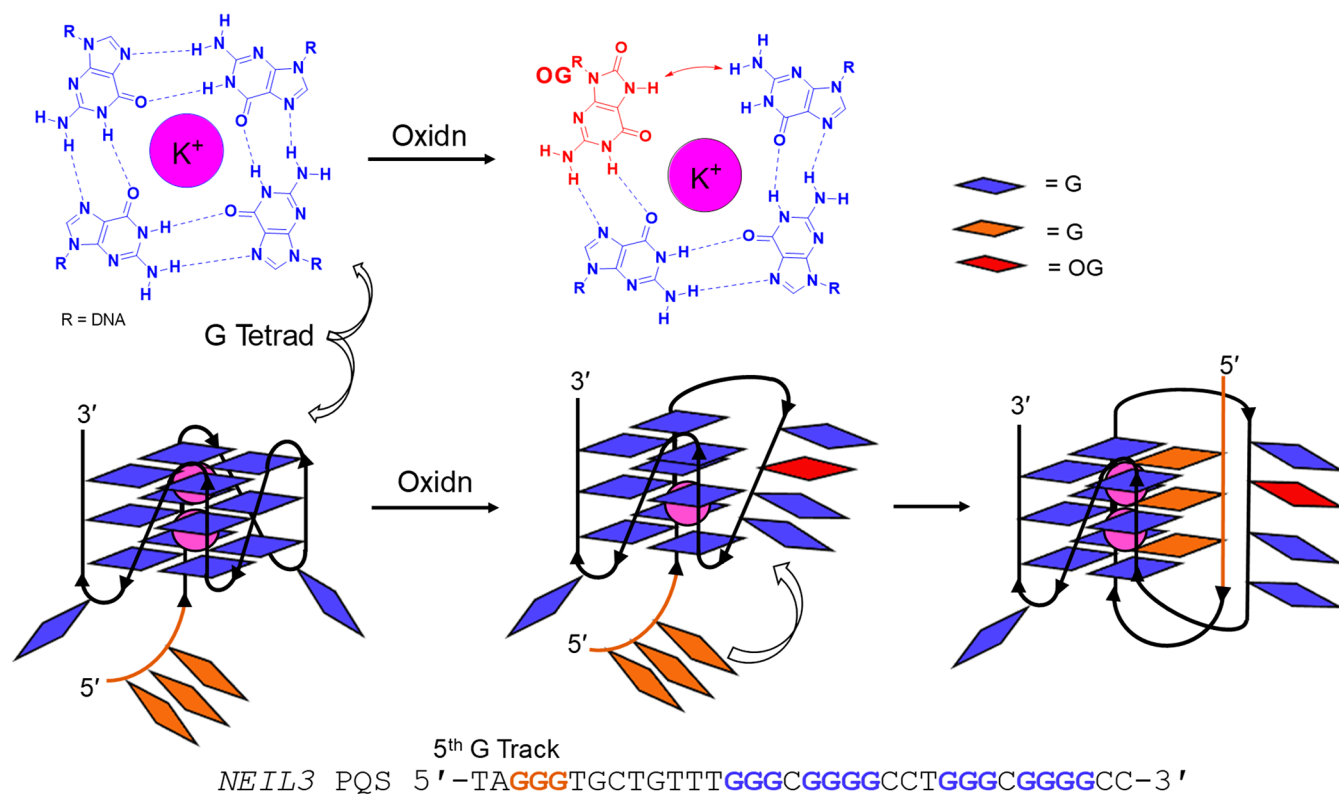 R
N
N
H
N
H
N
R
N
N
H
N
O
H
N
N
N
N
H
H
O
N
K+
H
H
H
N
H
N
O
H
N
N
O
N
H
O
N
N
R
N
N
H
N
N
R
H
R = DNA
Oxidn
O
R
OG
N
N
H
N
O
N
N
H
H
H
H
N
H
N
R
H
N
N
O
N
K+
O
H
H
N
H
N
N
N
H
O
N
N
R
N
N
H
N
N
R
H
= G
= G
= OG
G Tetrad
3′
5′
Oxidn
3′
5′
3′
5′
5th G Track
NEIL3 PQS 5′-TAGGGTGCTGTTTGGGCGGGGCCTGGGCGGGGCC-3′